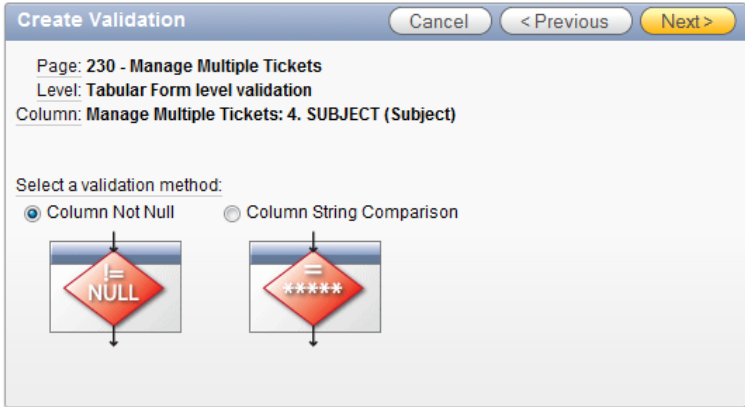 Create Validation Cancel < Previous Next >
Page: 230 - Manage Multiple Tickets
Level: Tabular Form level validation
Column: Manage Multiple Tickets: 4. SUBJECT (Subject)
Select a validation method:
Column Not Null Column String Comparison
!= =
NULL *****